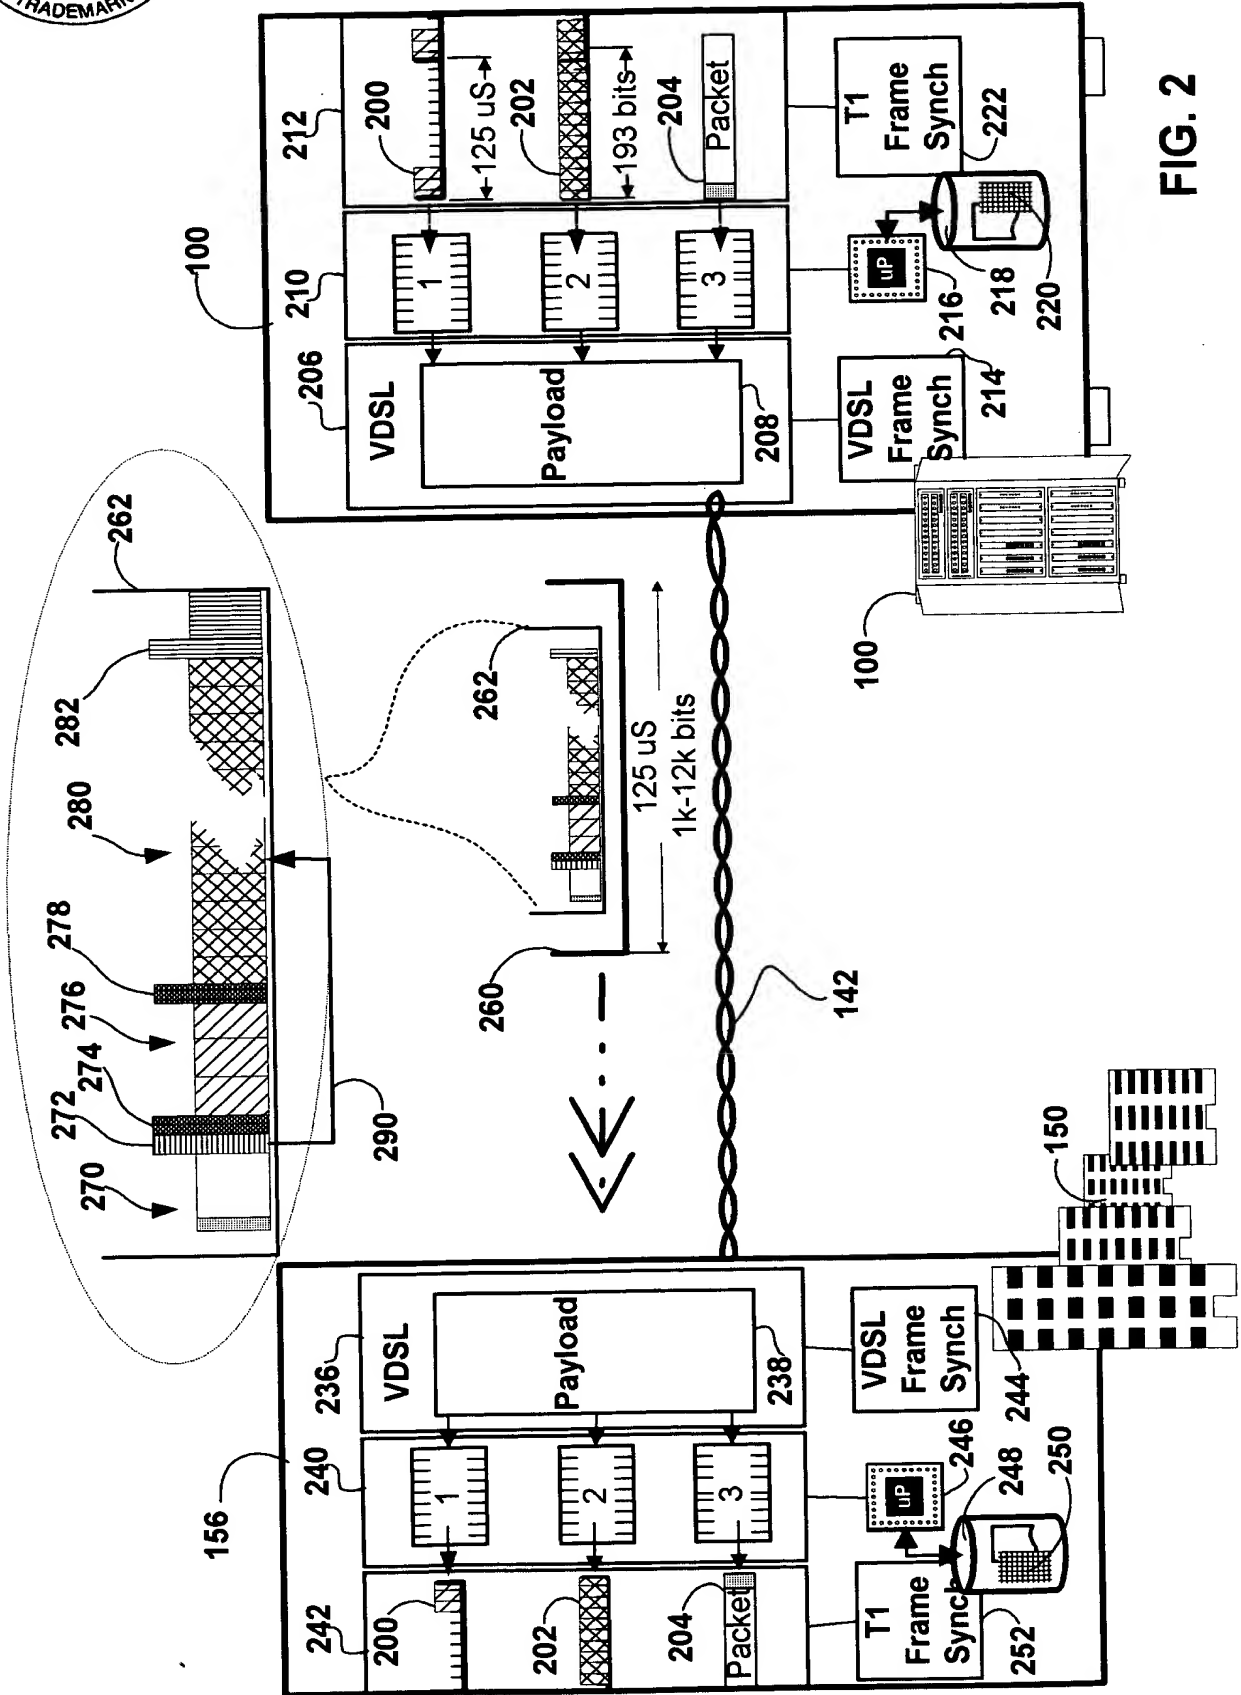 TRADEMARK
FIG. 2
100
206
210
212
VDSL
Payload
208
1
2
3
200
125 uS
202
193 bits
204
Packet
VDSL
Frame
Synch
214
uP
216
218
220
T1
Frame
Synch
222
100
262
282
280
278
276
274
272
270
290
262
260
125 uS
1k-12k bits
142
150
156
242
240
236
200
202
204
Packet
1
2
3
VDSL
Payload
238
T1
Frame
Synch
252
uP
246
248
250
VDSL
Frame
Synch
244